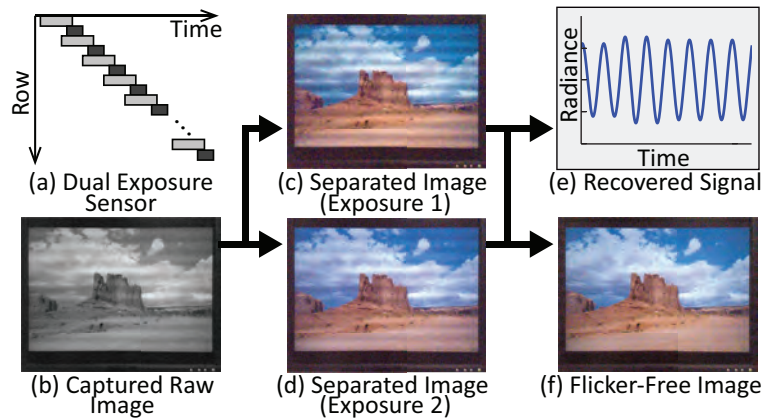 Time
Row
(a) Dual Exposure
Sensor
(b) Captured Raw
Image
(c) Separated Image
(Exposure 1)
(d) Separated Image
(Exposure 2)
Radiance
Time
(e) Recovered Signal
(f) Flicker-Free Image